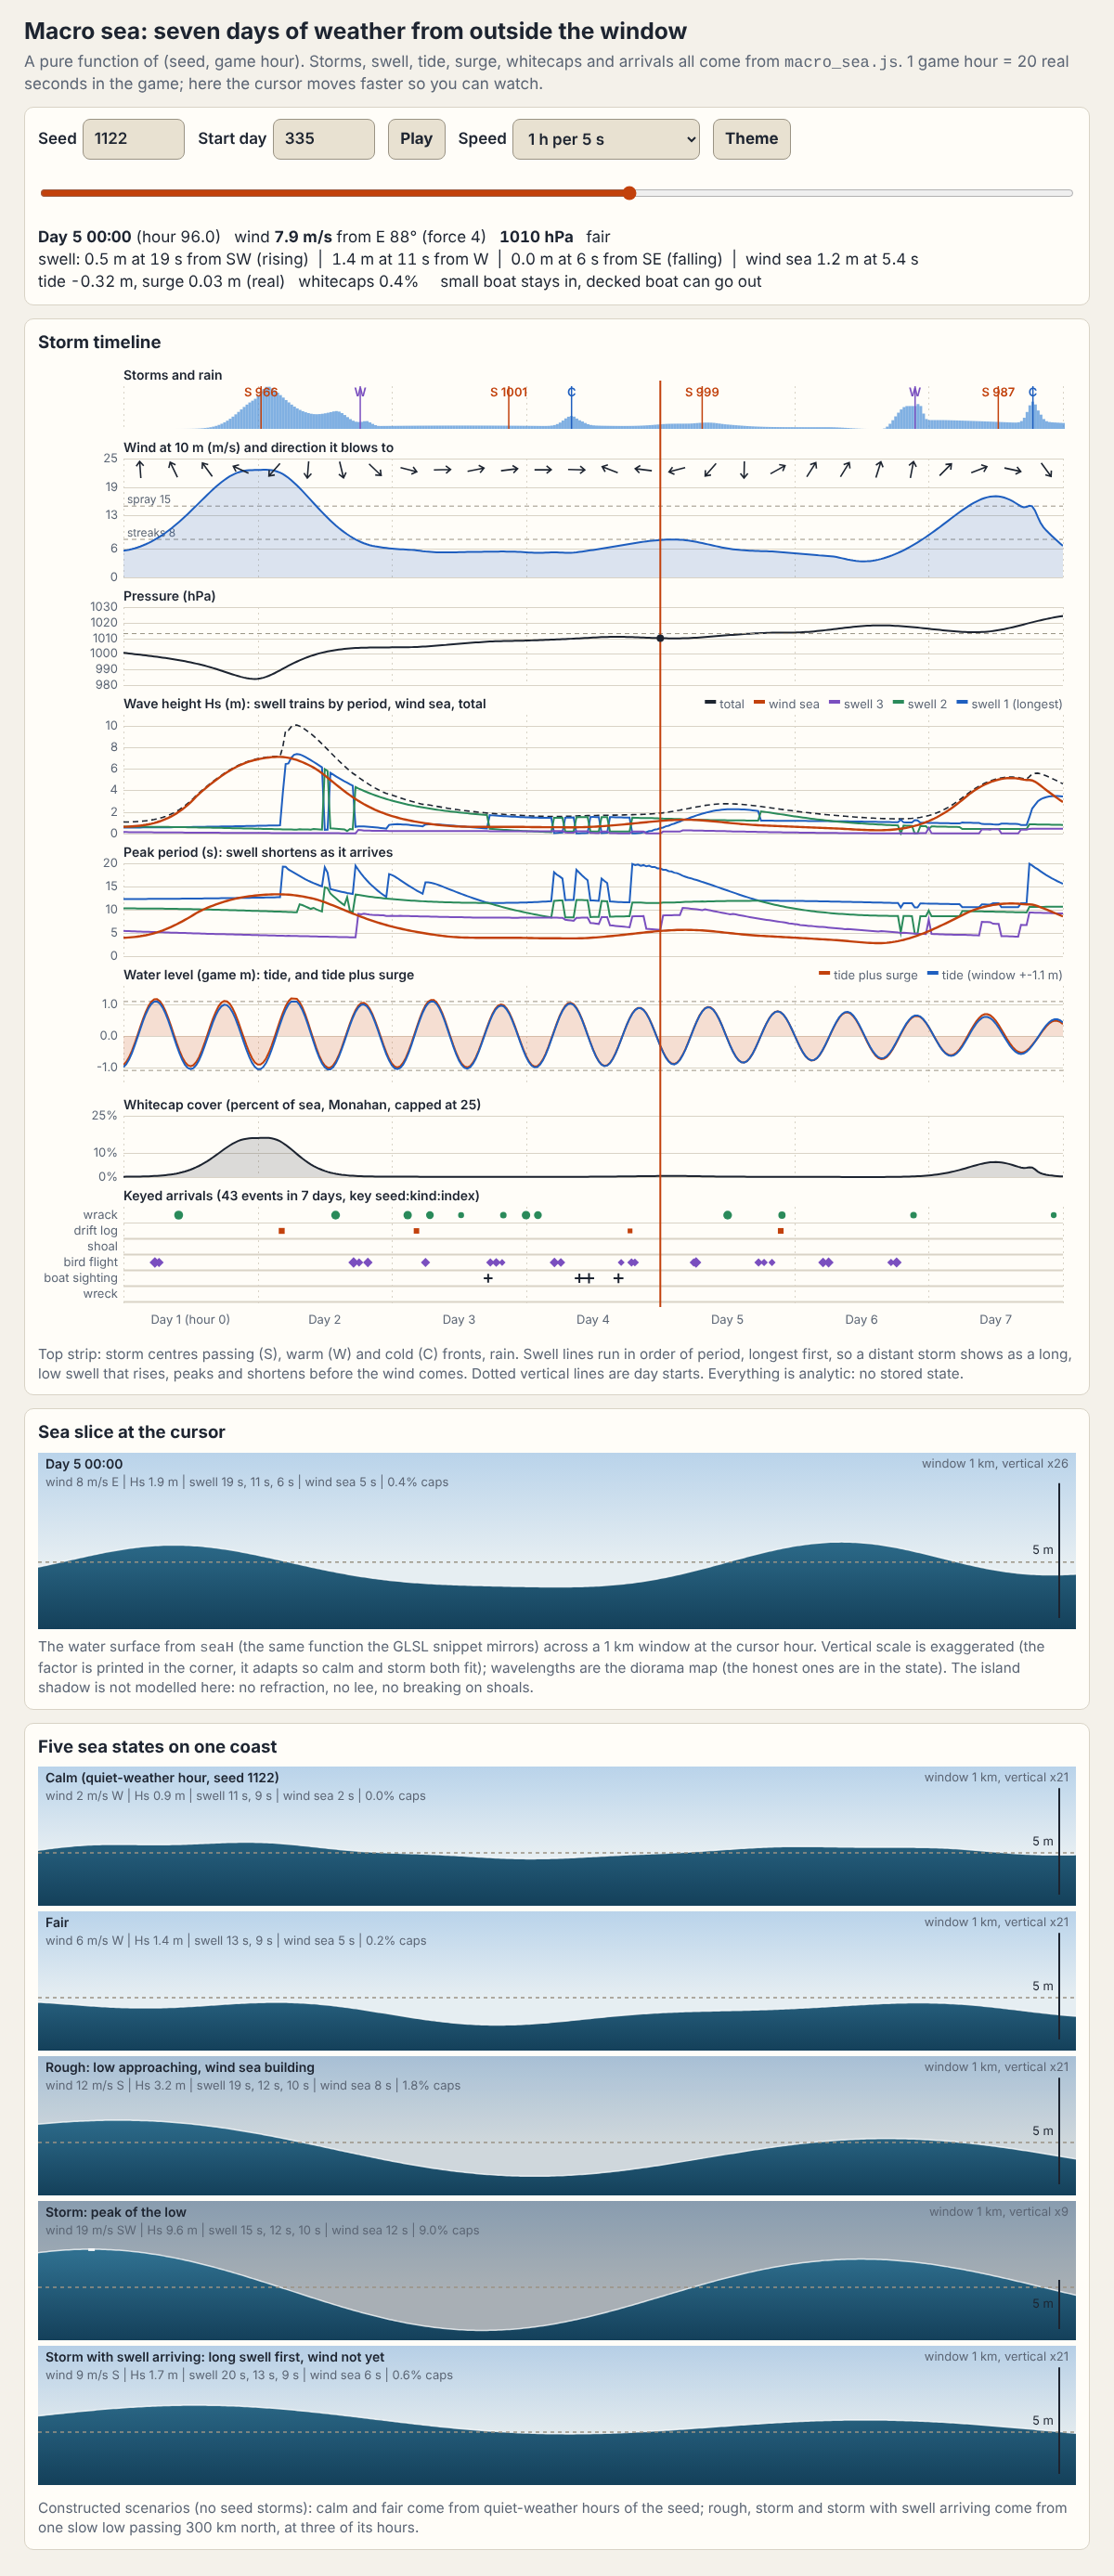 Macro sea: seven days of weather from outside the window
A pure function of (seed, game hour). Storms, swell, tide, surge, whitecaps and arrivals all come from macro_sea.js. 1 game hour = 20 real
seconds in the game; here the cursor moves faster so you can watch.
Seed 1122 Start day 335 Play Speed 1 h per 5 s Theme
Day 5 00:00 (hour 96.0) wind 7.9 m/s from E 88° (force 4) 1010 hPa fair
swell: 0.5 m at 19 s from SW (rising) | 1.4 m at 11 s from W | 0.0 m at 6 s from SE (falling) | wind sea 1.2 m at 5.4 s
tide -0.32 m, surge 0.03 m (real) whitecaps 0.4% small boat stays in, decked boat can go out
Storm timeline
Storms and rain
S 966 W S 1001 C S 999 W S 987 C
Wind at 10 m (m/s) and direction it blows to
25
19
spray 15
13
streaks 8
6
0
Pressure (hPa)
1030
1020
1010
1000
990
980
Wave height Hs (m): swell trains by period, wind sea, total total wind sea swell 3 swell 2 swell 1 (longest)
10
8
6
4
2
0
Peak period (s): swell shortens as it arrives
20
15
10
5
0
Water level (game m): tide, and tide plus surge tide plus surge tide (window +-1.1 m)
1.0
0.0
-1.0
Whitecap cover (percent of sea, Monahan, capped at 25)
25%
10%
0%
Keyed arrivals (43 events in 7 days, key seed:kind:index)
wrack
drift log
shoal
bird flight
boat sighting
wreck
Day 1 (hour 0) Day 2 Day 3 Day 4 Day 5 Day 6 Day 7
Top strip: storm centres passing (S), warm (W) and cold (C) fronts, rain. Swell lines run in order of period, longest first, so a distant storm shows as a long,
low swell that rises, peaks and shortens before the wind comes. Dotted vertical lines are day starts. Everything is analytic: no stored state.
Sea slice at the cursor
Day 5 00:00 window 1 km, vertical x26
wind 8 m/s E | Hs 1.9 m | swell 19 s, 11 s, 6 s | wind sea 5 s | 0.4% caps
5 m
The water surface from seaH (the same function the GLSL snippet mirrors) across a 1 km window at the cursor hour. Vertical scale is exaggerated (the
factor is printed in the corner, it adapts so calm and storm both fit); wavelengths are the diorama map (the honest ones are in the state). The island
shadow is not modelled here: no refraction, no lee, no breaking on shoals.
Five sea states on one coast
Calm (quiet-weather hour, seed 1122) window 1 km, vertical x21
wind 2 m/s W | Hs 0.9 m | swell 11 s, 9 s | wind sea 2 s | 0.0% caps
5 m
Fair window 1 km, vertical x21
wind 6 m/s W | Hs 1.4 m | swell 13 s, 9 s | wind sea 5 s | 0.2% caps
5 m
Rough: low approaching, wind sea building window 1 km, vertical x21
wind 12 m/s S | Hs 3.2 m | swell 19 s, 12 s, 10 s | wind sea 8 s | 1.8% caps
5 m
Storm: peak of the low window 1 km, vertical x9
wind 19 m/s SW | Hs 9.6 m | swell 15 s, 12 s, 10 s | wind sea 12 s | 9.0% caps
5 m
Storm with swell arriving: long swell first, wind not yet window 1 km, vertical x21
wind 9 m/s S | Hs 1.7 m | swell 20 s, 13 s, 9 s | wind sea 6 s | 0.6% caps
5 m
Constructed scenarios (no seed storms): calm and fair come from quiet-weather hours of the seed; rough, storm and storm with swell arriving come from
one slow low passing 300 km north, at three of its hours.